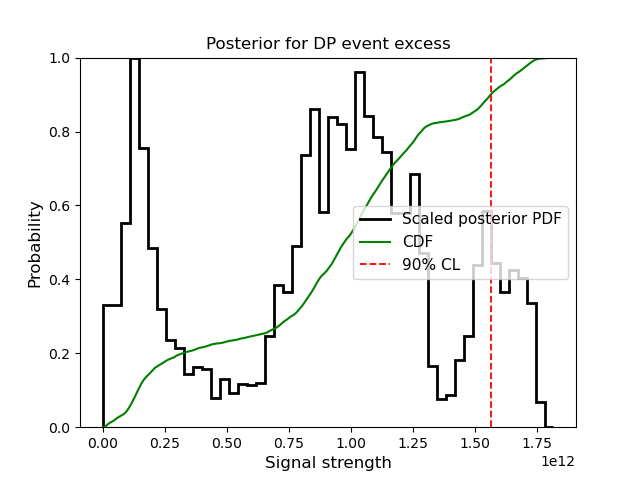 Posterior for DP event excess
1.0
0.8
0.6
0.4
0.2
0.0
Probability
Scaled posterior PDF
CDF
90% CL
0.00 0.25 0.50 0.75 1.00 1.25 1.50 1.75
1e12
Signal strength